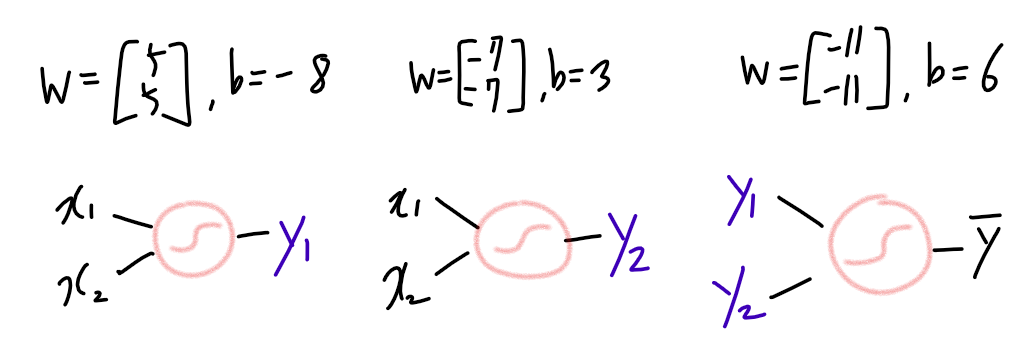 W = [5 5], b = - 8
W = [-7 -7], b = 3
W = [-11 -11], b = 6
x1 x2 y1
x1 x2 y2
y1 y2 y̅